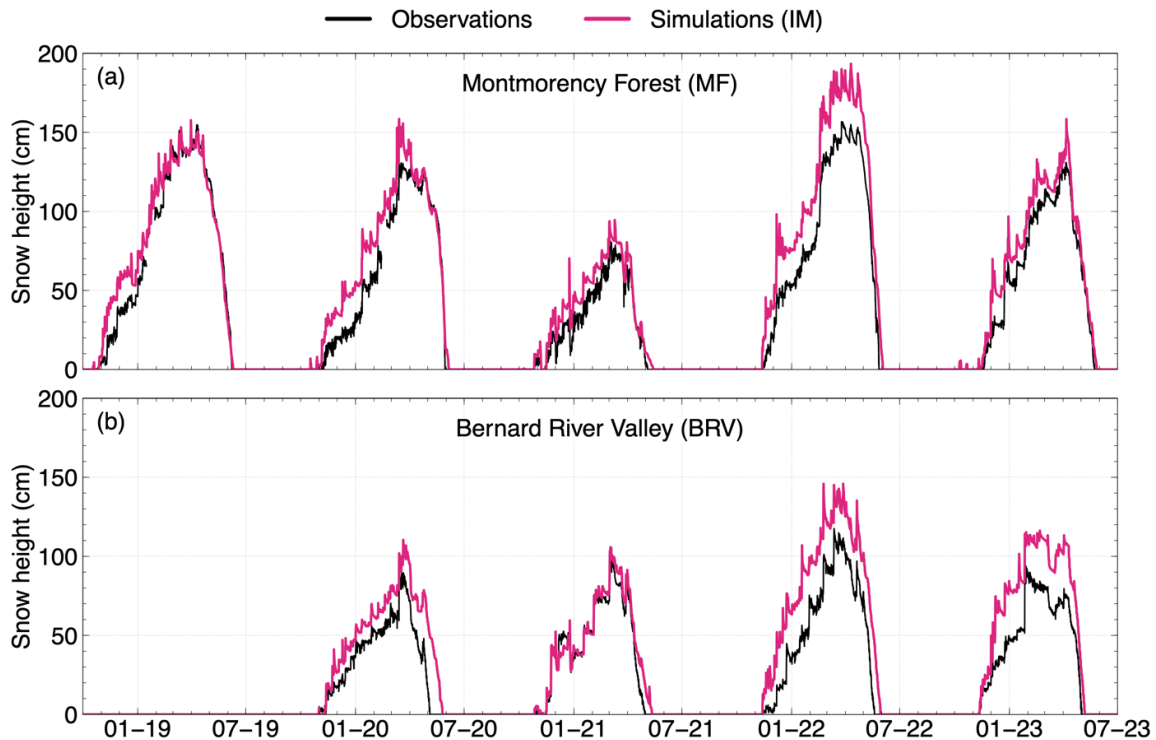 Observations Simulations (IM)
200
(a)
Montmorency Forest (MF)
150
100
50
0
Snow height (cm)
200
(b)
Bernard River Valley (BRV)
150
100
50
0
Snow height (cm)
01–19 07–19 01–20 07–20 01–21 07–21 01–22 07–22 01–23 07–23